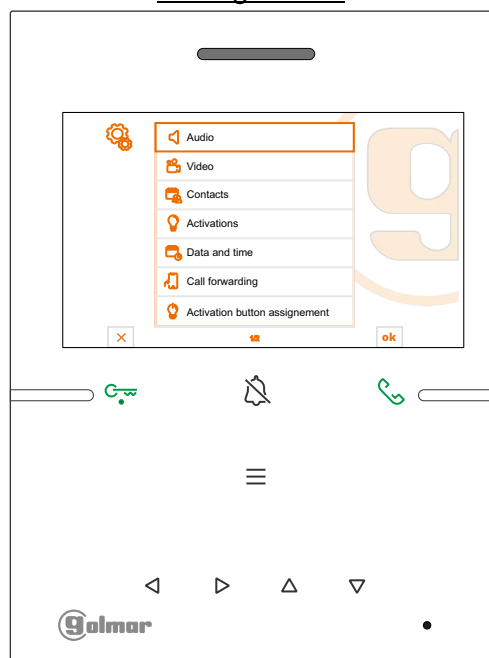 Audio
Video
Contacts
Activations
Data and time
Call forwarding
Activation button assignement
1/2
ok
golmar